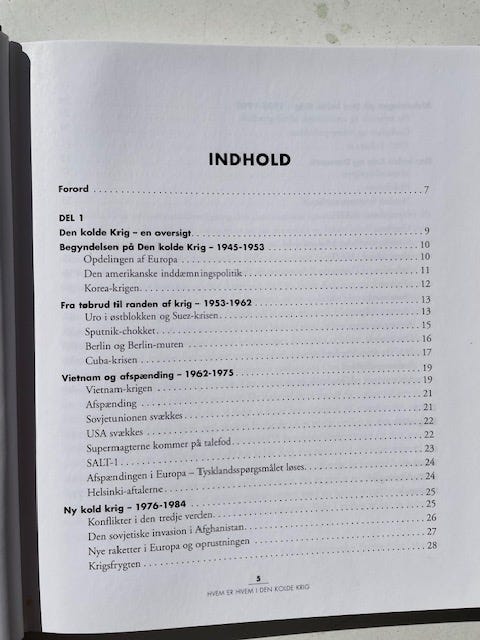 INDHOLD
Forord ........ 7
DEL 1
Den kolde Krig – en oversigt ........ 9
Begyndelsen på Den kolde Krig – 1945-1953 ........ 10
Opdelingen af Europa ........ 10
Den amerikanske inddæmningspolitik ........ 11
Korea-krigen ........ 12
Fra tøbrud til randen af krig – 1953-1962 ........ 13
Uro i østblokken og Suez-krisen ........ 13
Sputnik-chokket ........ 15
Berlin og Berlin-muren ........ 16
Cuba-krisen ........ 17
Vietnam og afspænding – 1962-1975 ........ 19
Vietnam-krigen ........ 19
Afspænding ........ 21
Sovjetunionen svækkes ........ 21
USA svækkes ........ 22
Supermagterne kommer på talefod ........ 22
SALT-1 ........ 23
Afspændingen i Europa – Tysklandsspørgsmålet løses ........ 24
Helsinki-aftalerne ........ 24
Ny kold krig – 1976-1984 ........ 25
Konflikter i den tredje verden ........ 25
Den sovjetiske invasion i Afghanistan ........ 26
Nye raketter i Europa og oprustningen ........ 27
Krigsfrygten ........ 28
5
HVEM ER HVEM I DEN KOLDE KRIG